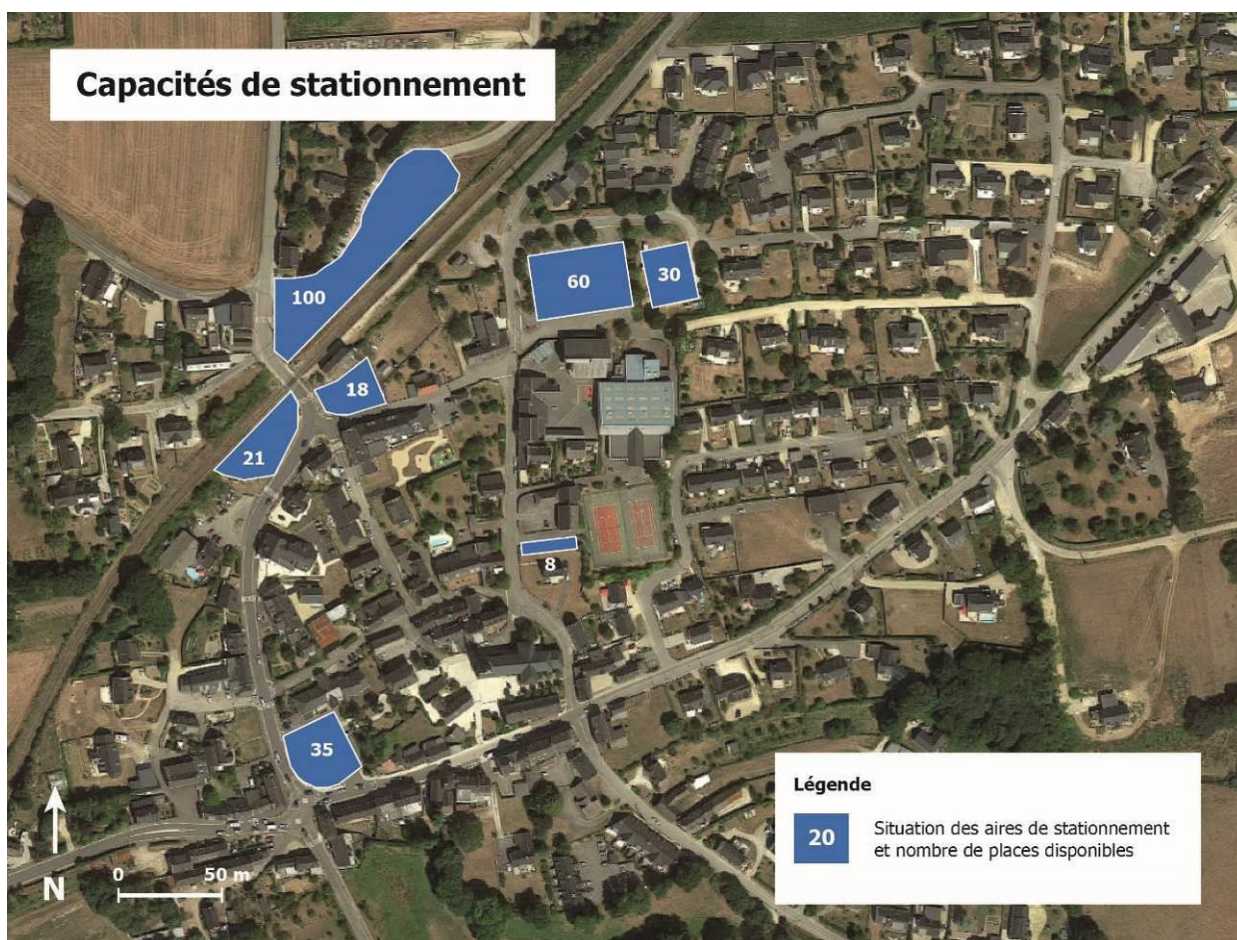 Capacités de stationnement
100
60
30
18
21
8
35
Légende
20
Situation des aires de stationnement
et nombre de places disponibles
N
0
50 m